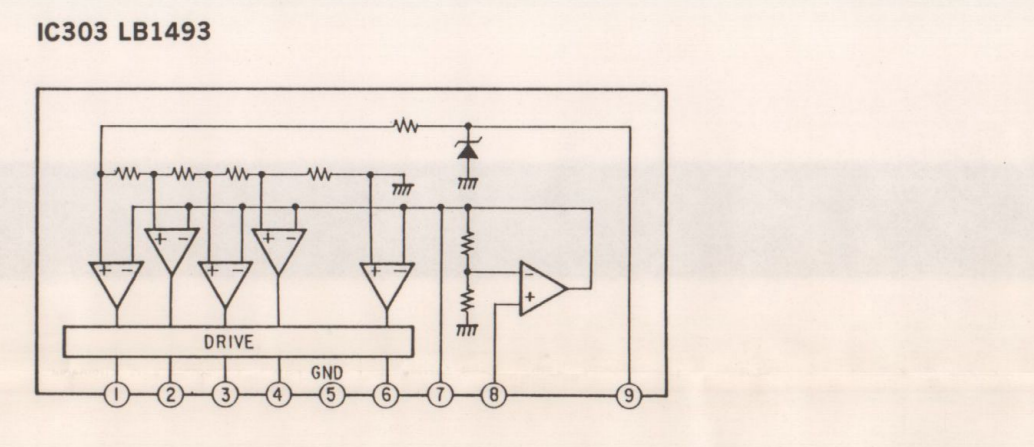 IC303 LB1493
+ - + -
+ - + - + -
-
+
DRIVE
GND
1 2 3 4 5 6 7 8 9